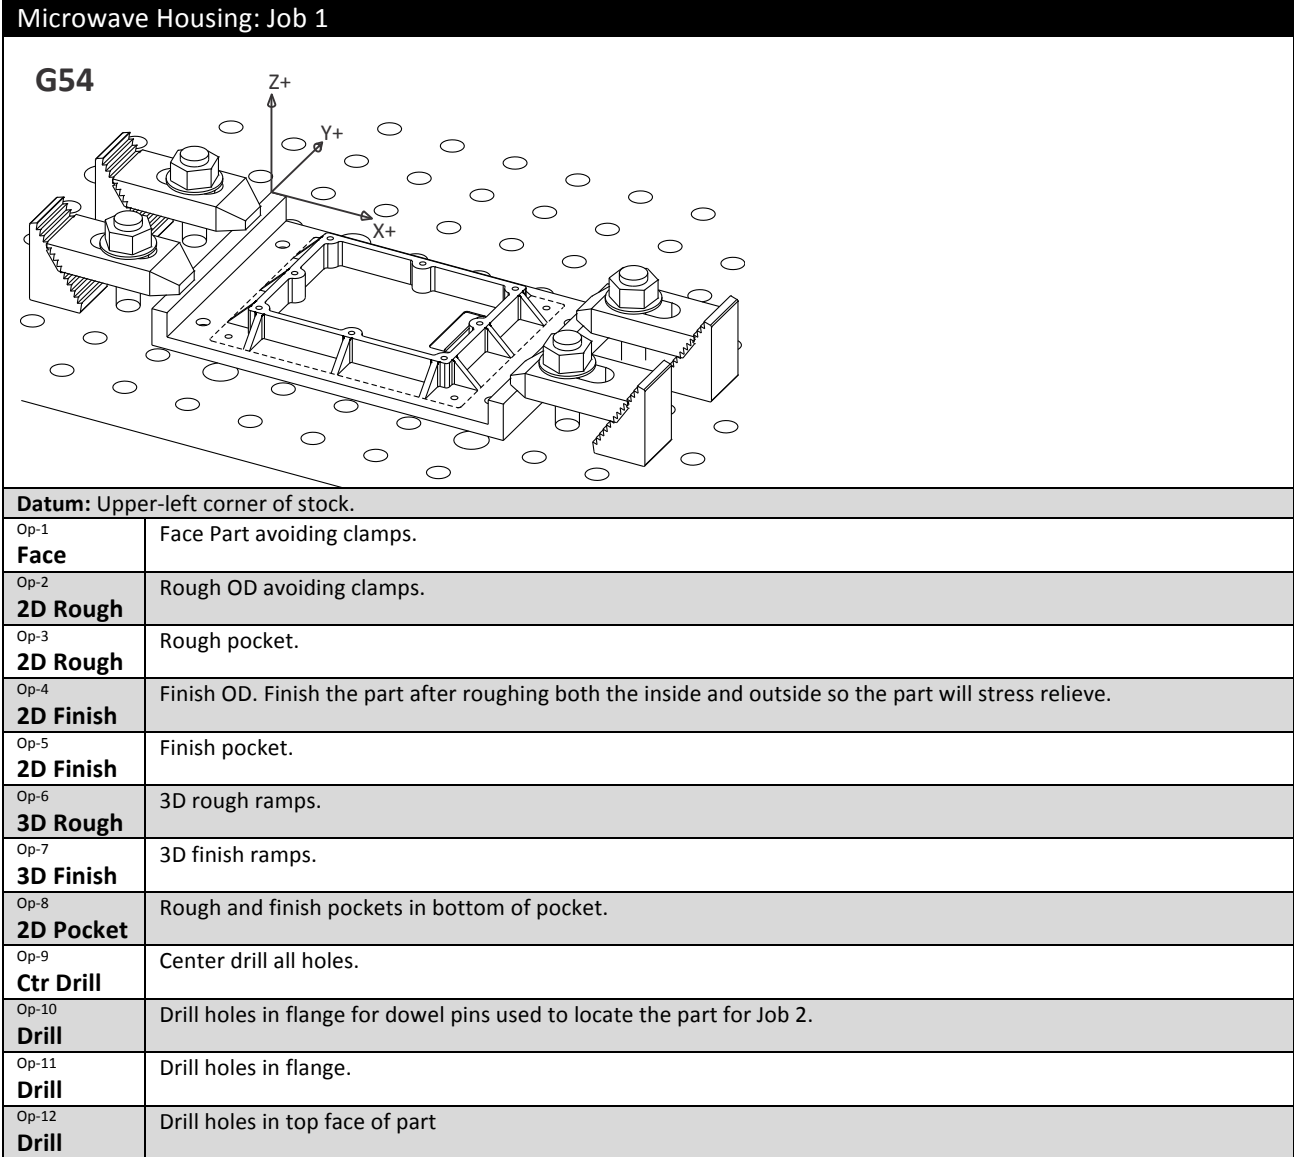 Microwave Housing: Job 1
G54
Z+
Y+
X+
Datum: Upper-left corner of stock.
Op-1
Face
Face Part avoiding clamps.
Op-2
2D Rough
Rough OD avoiding clamps.
Op-3
2D Rough
Rough pocket.
Op-4
2D Finish
Finish OD. Finish the part after roughing both the inside and outside so the part will stress relieve.
Op-5
2D Finish
Finish pocket.
Op-6
3D Rough
3D rough ramps.
Op-7
3D Finish
3D finish ramps.
Op-8
2D Pocket
Rough and finish pockets in bottom of pocket.
Op-9
Ctr Drill
Center drill all holes.
Op-10
Drill
Drill holes in flange for dowel pins used to locate the part for Job 2.
Op-11
Drill
Drill holes in flange.
Op-12
Drill
Drill holes in top face of part